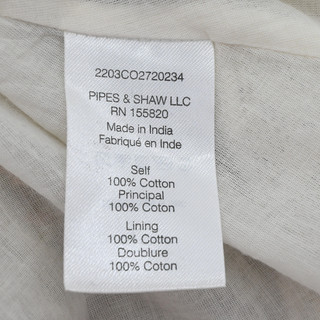 2203CO2720234
PIPES & SHAW LLC
RN 155820
Made in India
Fabriqué en Inde
Self
100% Cotton
Principal
100% Coton
Lining
100% Cotton
Doublure
100% Coton